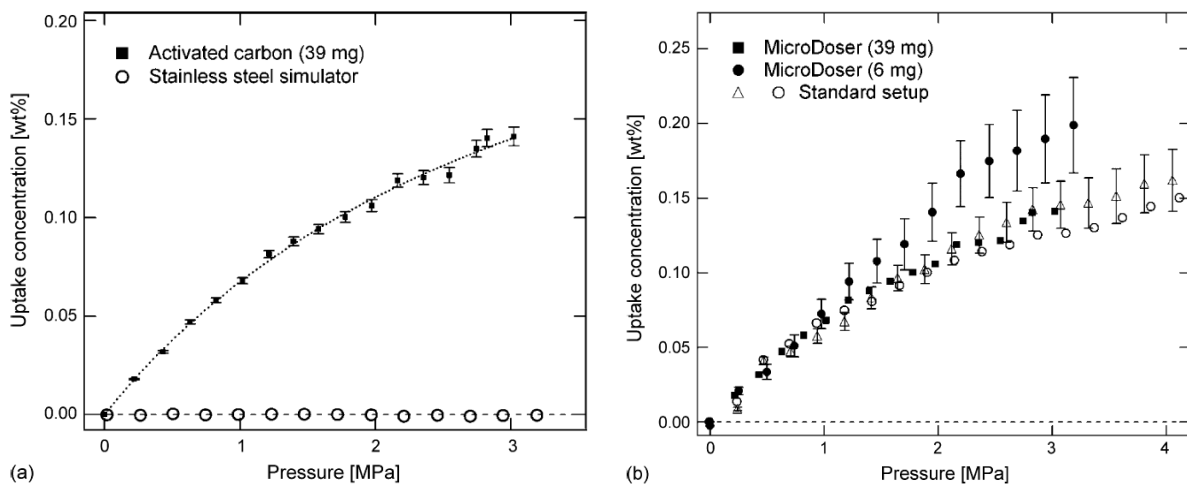 0.20
0.15
0.10
0.05
0.00
Uptake concentration [wt%]
Activated carbon (39 mg)
Stainless steel simulator
0 1 2 3
Pressure [MPa]
(a)
0.25
0.20
0.15
0.10
0.05
0.00
Uptake concentration [wt%]
MicroDoser (39 mg)
MicroDoser (6 mg)
Standard setup
0 1 2 3 4
Pressure [MPa]
(b)